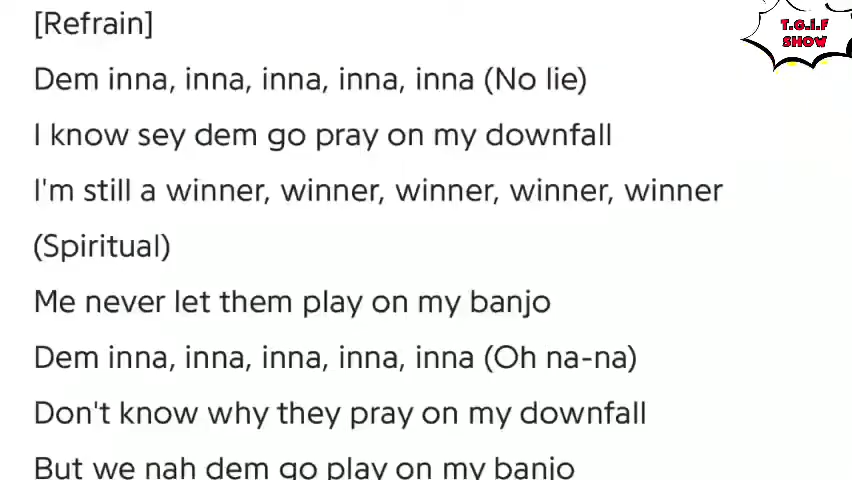 [Refrain]
T.G.I.F
SHOW
Dem inna, inna, inna, inna, inna (No lie)
I know sey dem go pray on my downfall
I'm still a winner, winner, winner, winner, winner
(Spiritual)
Me never let them play on my banjo
Dem inna, inna, inna, inna, inna (Oh na-na)
Don't know why they pray on my downfall
But we nah dem go play on my banjo